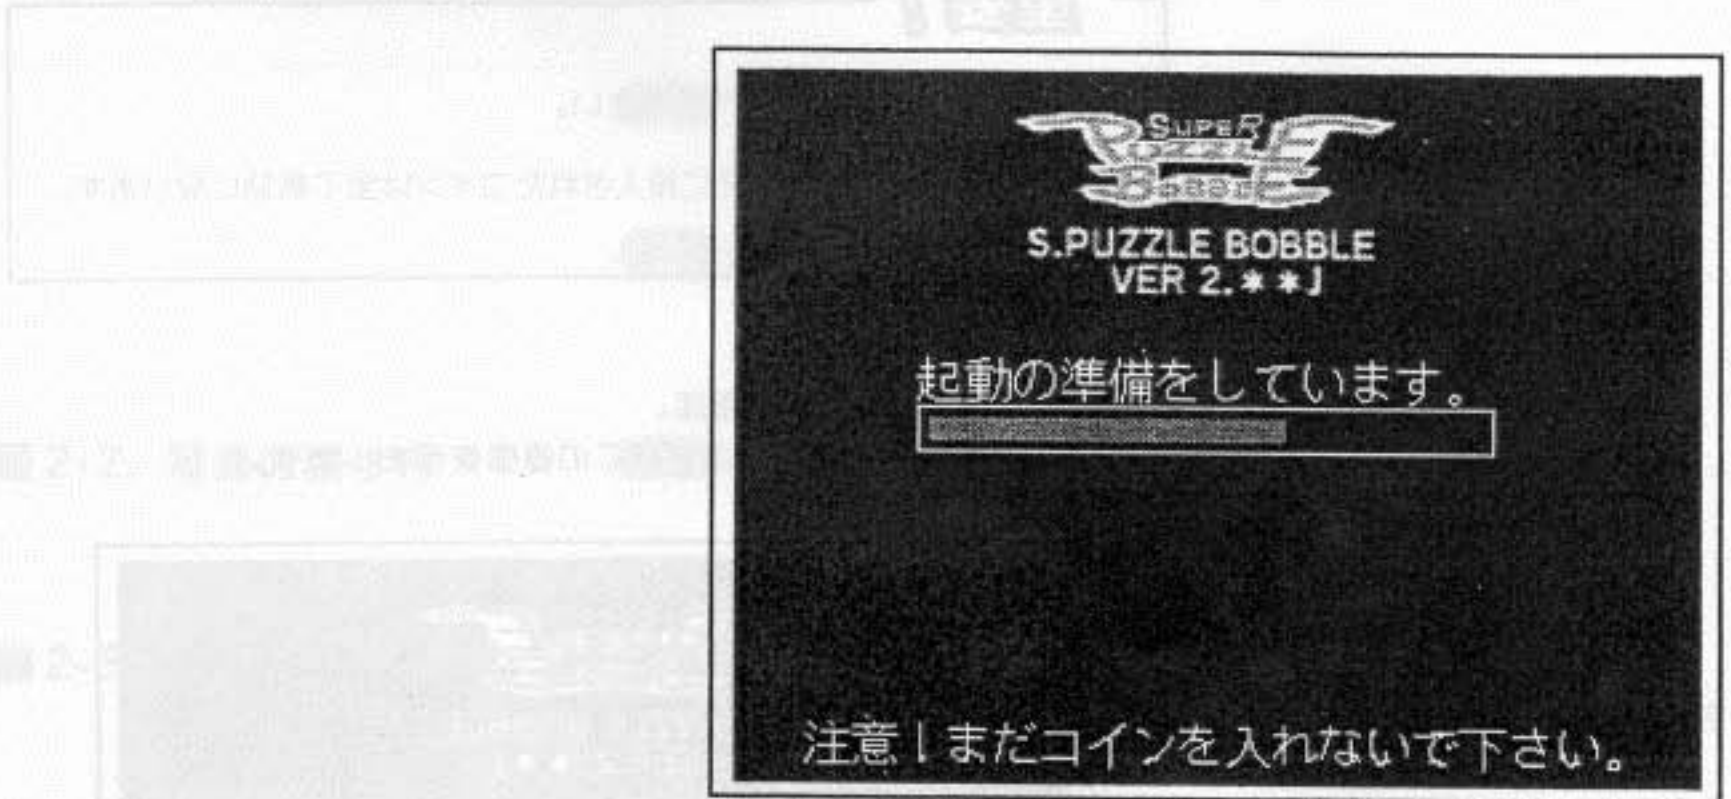 SUPER
PUZZLE
BOBBLE
S.PUZZLE BOBBLE
VER 2.**J
起動の準備をしています。
注意！まだコインを入れないで下さい。